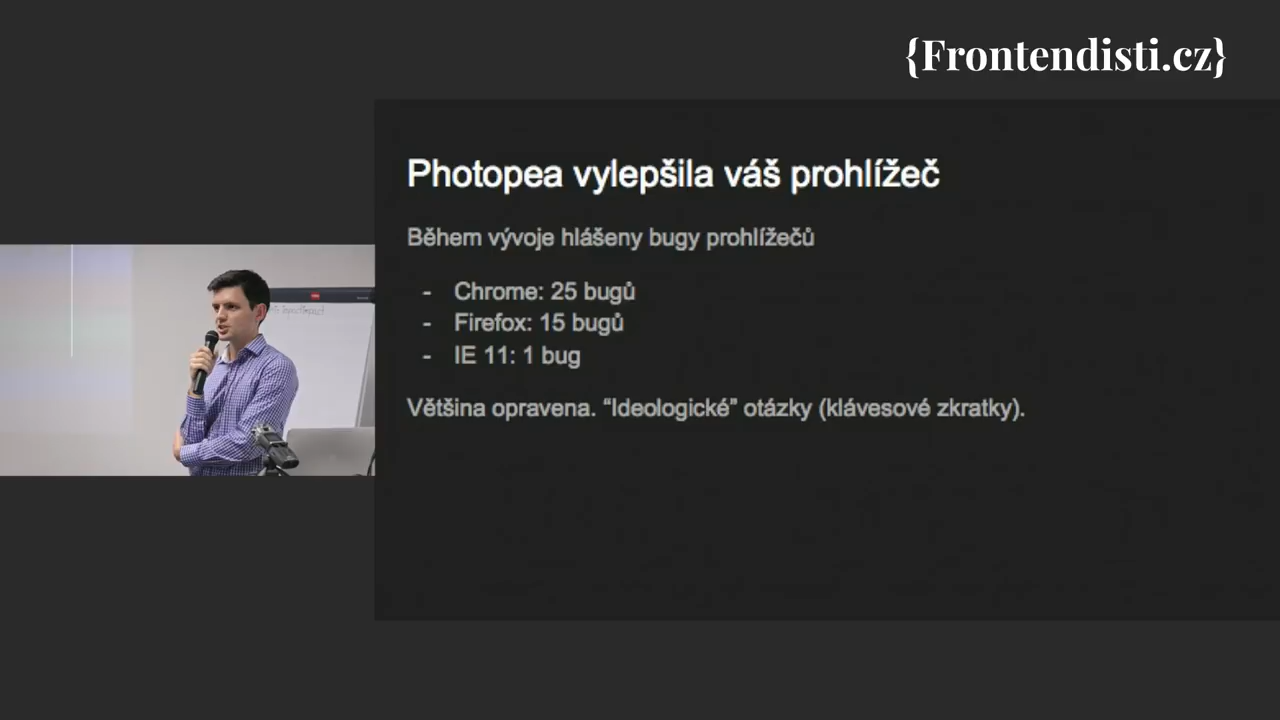 {Frontendisti.cz}
Photopea vylepšila váš prohlížeč
Během vývoje hlášeny bugy prohlížečů
- Chrome: 25 bugů
- Firefox: 15 bugů
- IE 11: 1 bug
Většina opravena. “Ideologické” otázky (klávesové zkratky).